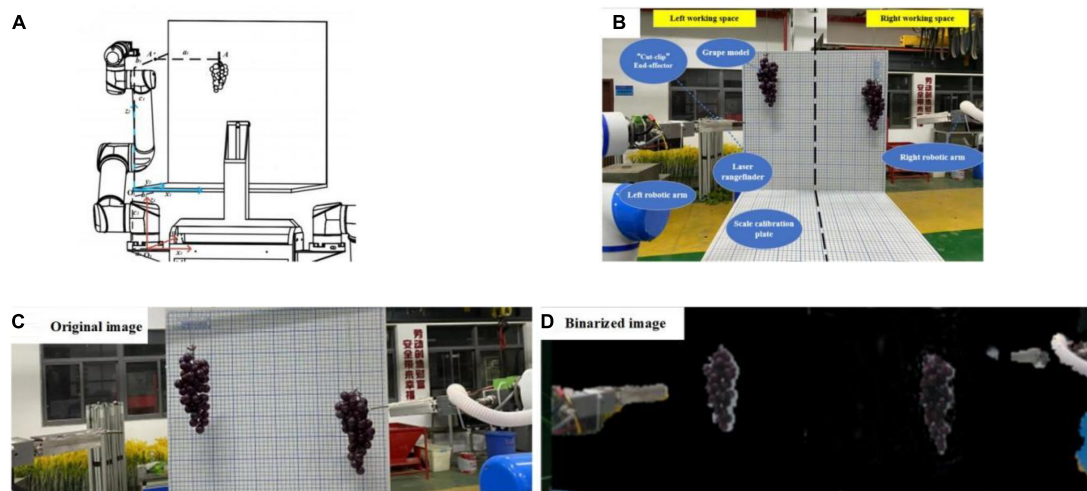 A
A
A
B
Left working space
Right working space
"Cut-clip"
End-effector
Grape model
Laser
rangefinder
Left robotic arm
Right robotic arm
Scale calibration
plate
C
Original image
D
Binarized image